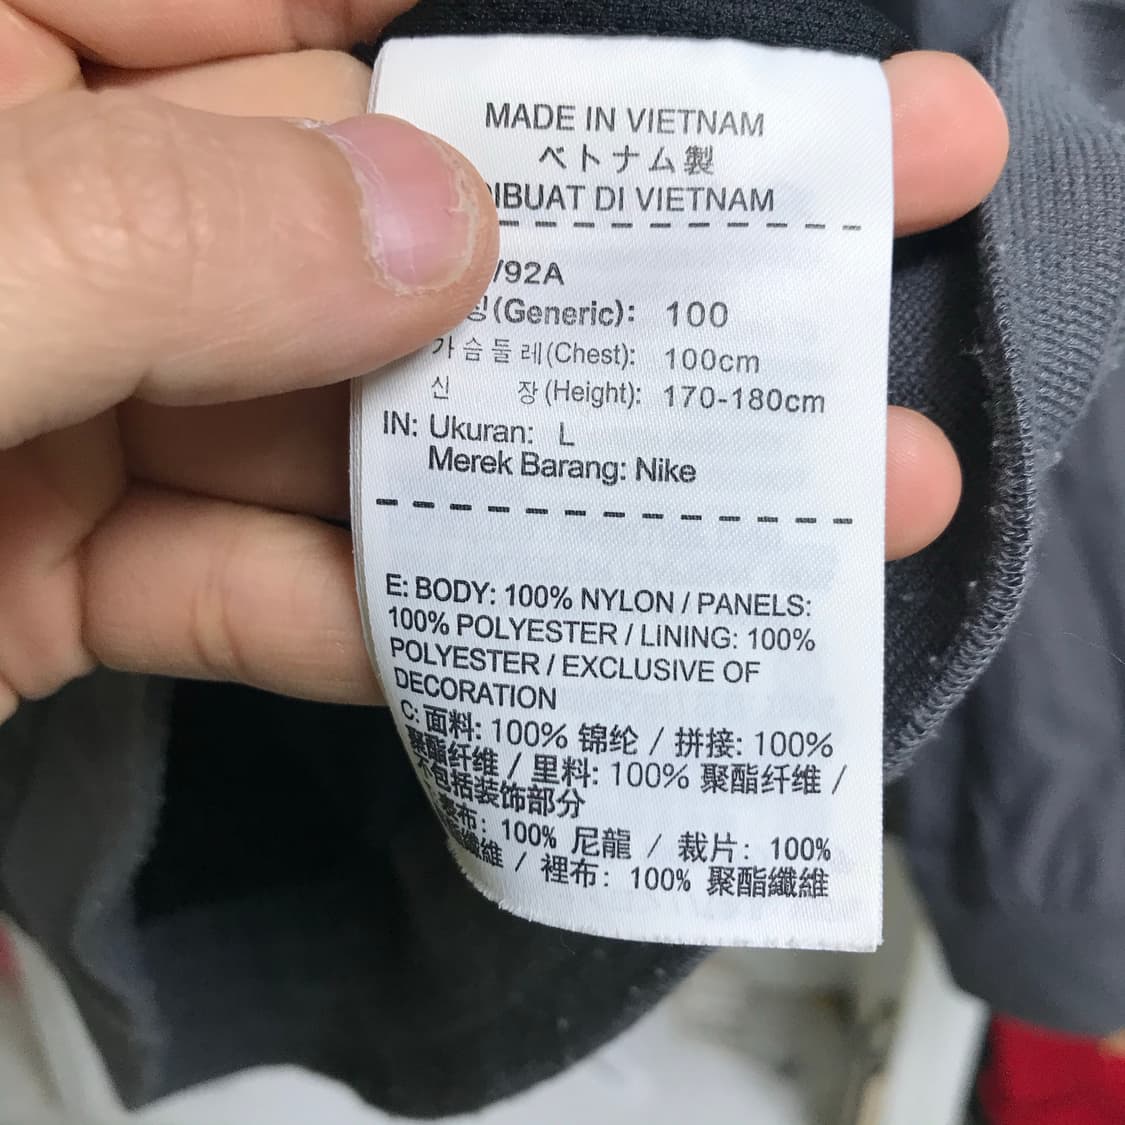 MADE IN VIETNAM
ベトナム製
DIBUAT DI VIETNAM
/92A
(Generic): 100
가슴둘레(Chest): 100cm
신 장(Height): 170-180cm
IN: Ukuran: L
Merek Barang: Nike
E: BODY: 100% NYLON / PANELS:
100% POLYESTER / LINING: 100%
POLYESTER / EXCLUSIVE OF
DECORATION
C: 面料: 100% 锦纶 / 拼接: 100%
聚酯纤维 / 里料: 100% 聚酯纤维 /
不包括装饰部分
表布: 100% 尼龍 / 裁片: 100%
聚酯纖維 / 裡布: 100% 聚酯纖維